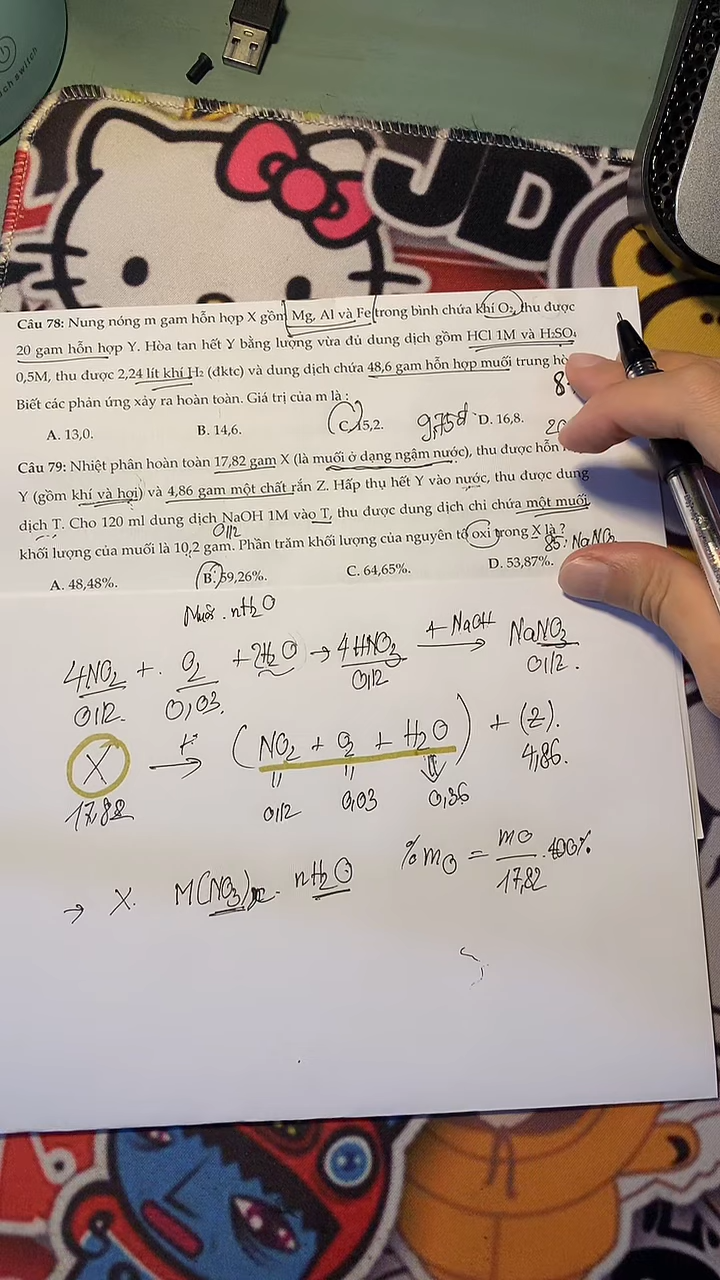 ch switch
JD
Câu 78: Nung nóng m gam hỗn hợp X gồm Mg, Al và Fe trong bình chứa khí O₂, thu được
20 gam hỗn hợp Y. Hòa tan hết Y bằng lượng vừa đủ dung dịch gồm HCl 1M và H₂SO₄
0,5M, thu được 2,24 lít khí H₂ (đktc) và dung dịch chứa 48,6 gam hỗn hợp muối trung
Biết các phản ứng xảy ra hoàn toàn. Giá trị của m là :
A. 13,0. B. 14,6. C. 15,2. D. 16,8.
Câu 79: Nhiệt phân hoàn toàn 17,82 gam X (là muối ở dạng ngậm nước), thu được hỗn
Y (gồm khí và hơi) và 4,86 gam một chất rắn Z. Hấp thụ hết Y vào nước, thu được dung
dịch T. Cho 120 ml dung dịch NaOH 1M vào T, thu được dung dịch chỉ chứa một muối,
0,12
khối lượng của muối là 10,2 gam. Phần trăm khối lượng của nguyên tố oxi trong X là ?
85: NaNO₃
A. 48,48%. B. 59,26%. C. 64,65%. D. 53,87%.
Muối . nH₂O
4NO₂ + O₂ + 2H₂O → 4HNO₃ + NaOH → NaNO₃
0,12 0,03 0,12 0,12
X t° → (NO₂ + O₂ + H₂O) + (Z).
17,82 0,12 0,03 0,36 4,86
→ X. M(NO₃)x . nH₂O %mO = mO / 17,82 .100%